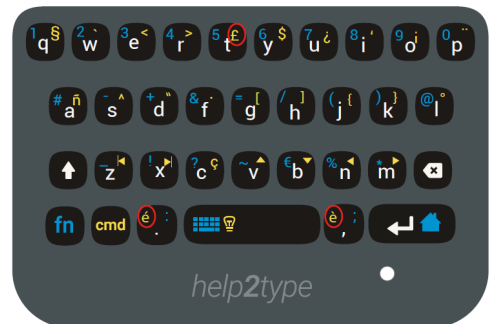 1 q § 2 w ` 3 e < 4 r > 5 t £ 6 y $ 7 u ¿ 8 i ' 9 o ¡ 0 p ¨
# a ñ - s ^ + d " & f · = g [ / h ] ( j { ) k } @ l °
_ z ! x ? c ç ~ v € b % n * m
fn cmd é : . è ; ,
help2type